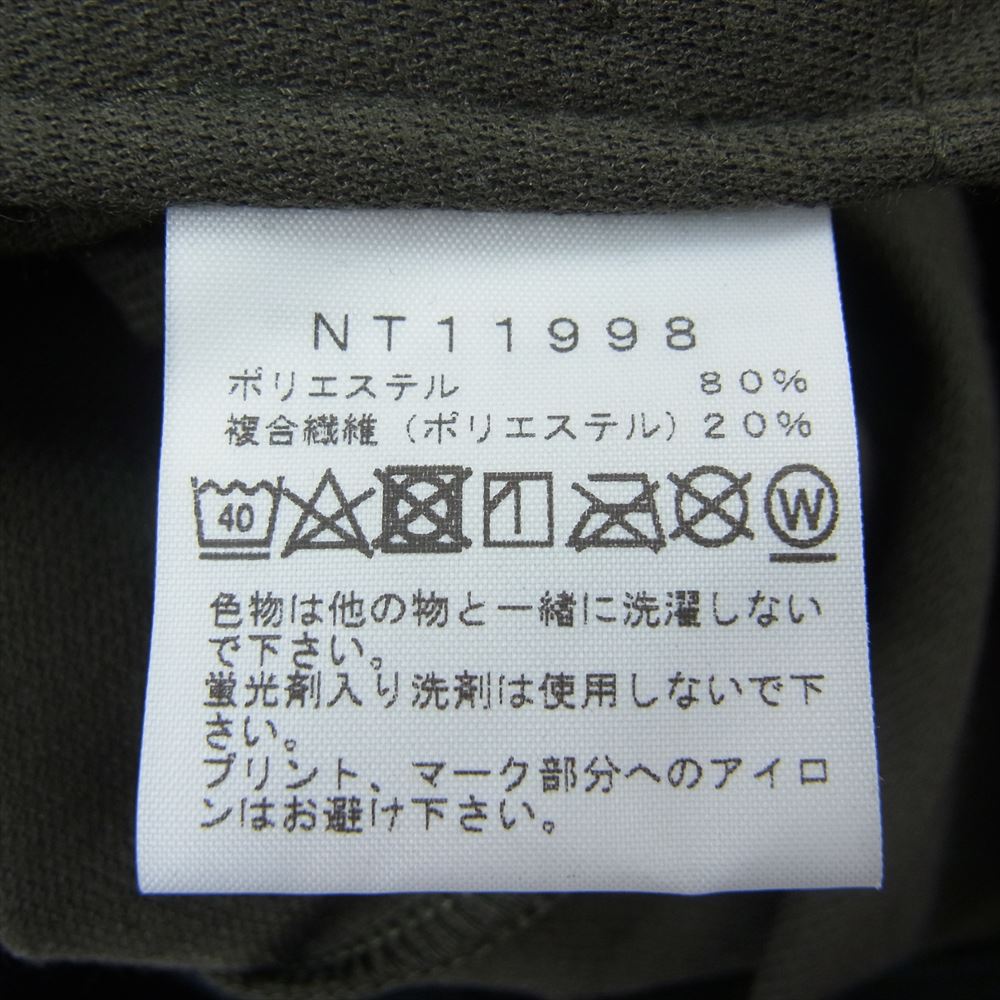 NT11998
ポリエステル 80%
複合繊維(ポリエステル)20%
40 W
色物は他の物と一緒に洗濯しない
で下さい。
蛍光剤入り洗剤は使用しないで下
さい。
プリント、マーク部分へのアイロ
ンはお避け下さい。